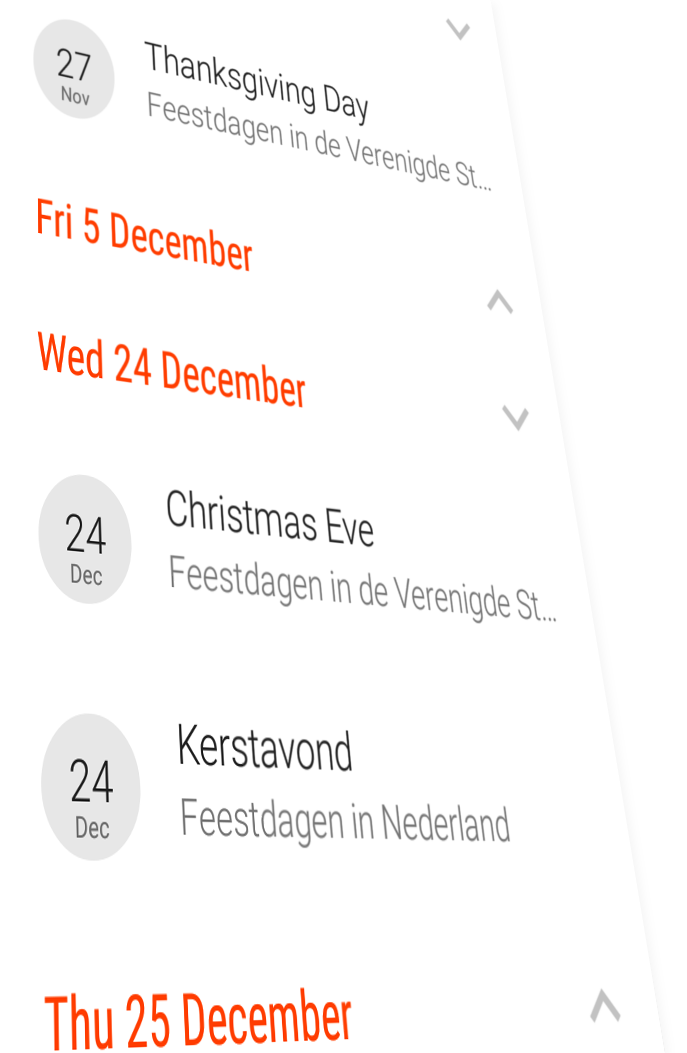 27
Nov
Thanksgiving Day
Feestdagen in de Verenigde St...
Fri 5 December
Wed 24 December
24
Dec
Christmas Eve
Feestdagen in de Verenigde St...
24
Dec
Kerstavond
Feestdagen in Nederland
Thu 25 December